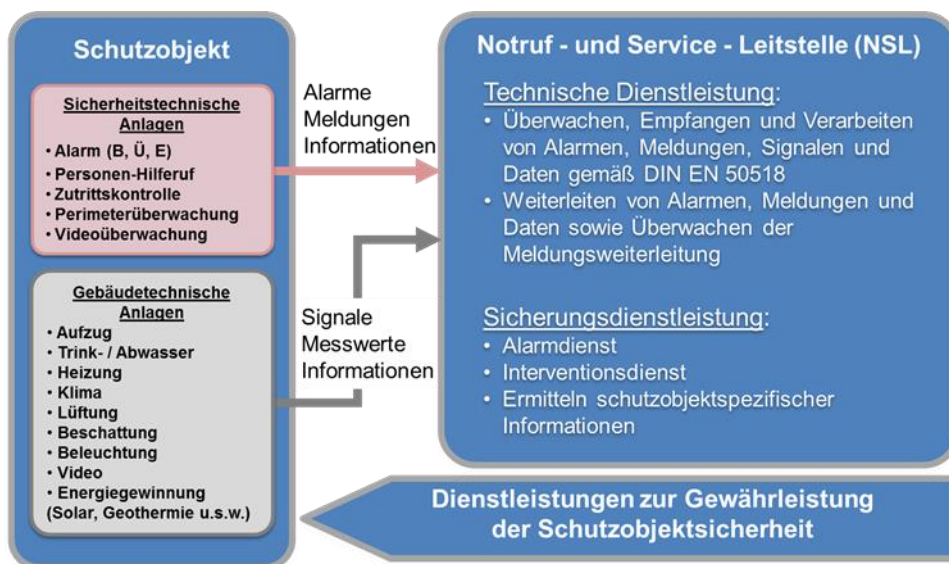 Schutzobjekt
Sicherheitstechnische
Anlagen
• Alarm (B, Ü, E)
• Personen-Hilferuf
• Zutrittskontrolle
• Perimeterüberwachung
• Videoüberwachung
Gebäudetechnische
Anlagen
• Aufzug
• Trink- / Abwasser
• Heizung
• Klima
• Lüftung
• Beschattung
• Beleuchtung
• Video
• Energiegewinnung
(Solar, Geothermie u.s.w.)
Alarme
Meldungen
Informationen
Signale
Messwerte
Informationen
Notruf - und Service - Leitstelle (NSL)
Technische Dienstleistung:
• Überwachen, Empfangen und Verarbeiten
von Alarmen, Meldungen, Signalen und
Daten gemäß DIN EN 50518
• Weiterleiten von Alarmen, Meldungen und
Daten sowie Überwachen der
Meldungsweiterleitung
Sicherungsdienstleistung:
• Alarmdienst
• Interventionsdienst
• Ermitteln schutzobjektspezifischer
Informationen
Dienstleistungen zur Gewährleistung
der Schutzobjektsicherheit